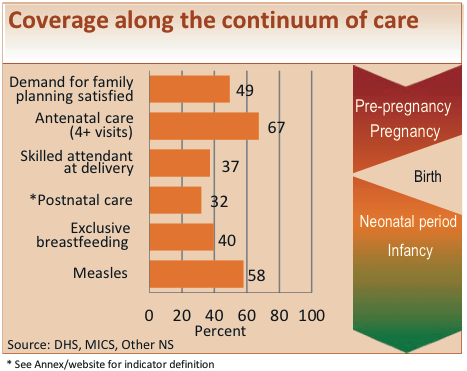 Coverage along the continuum of care
Demand for family
planning satisfied
49
Antenatal care
(4+ visits)
67
Skilled attendant
at delivery
37
*Postnatal care
32
Exclusive
breastfeeding
40
Measles
58
0 20 40 60 80 100
Percent
Pre-pregnancy
Pregnancy
Birth
Neonatal period
Infancy
Source: DHS, MICS, Other NS
* See Annex/website for indicator definition